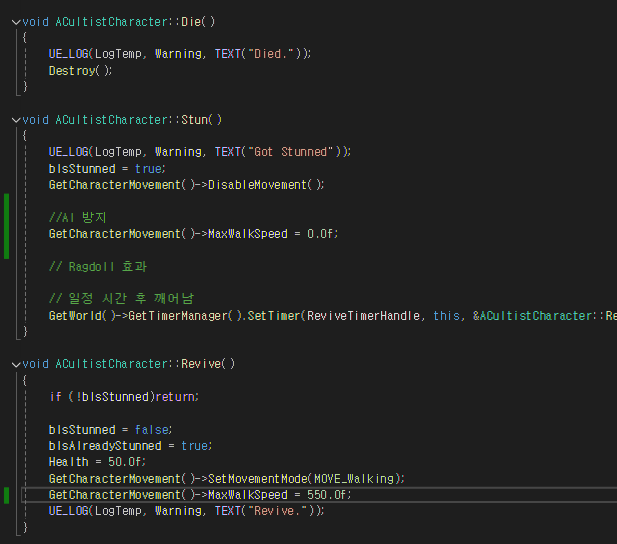 void ACultistCharacter::Die()
{
UE_LOG(LogTemp, Warning, TEXT("Died."));
Destroy();
}
void ACultistCharacter::Stun()
{
UE_LOG(LogTemp, Warning, TEXT("Got Stunned"));
bIsStunned = true;
GetCharacterMovement()->DisableMovement();
//AI 방지
GetCharacterMovement()->MaxWalkSpeed = 0.0f;
// Ragdoll 효과
// 일정 시간 후 깨어남
GetWorld()->GetTimerManager().SetTimer(ReviveTimerHandle, this, &ACultistCharacter::Re
}
void ACultistCharacter::Revive()
{
if (!bIsStunned)return;
bIsStunned = false;
bIsAlreadyStunned = true;
Health = 50.0f;
GetCharacterMovement()->SetMovementMode(MOVE_Walking);
GetCharacterMovement()->MaxWalkSpeed = 550.0f;
UE_LOG(LogTemp, Warning, TEXT("Revive."));
}